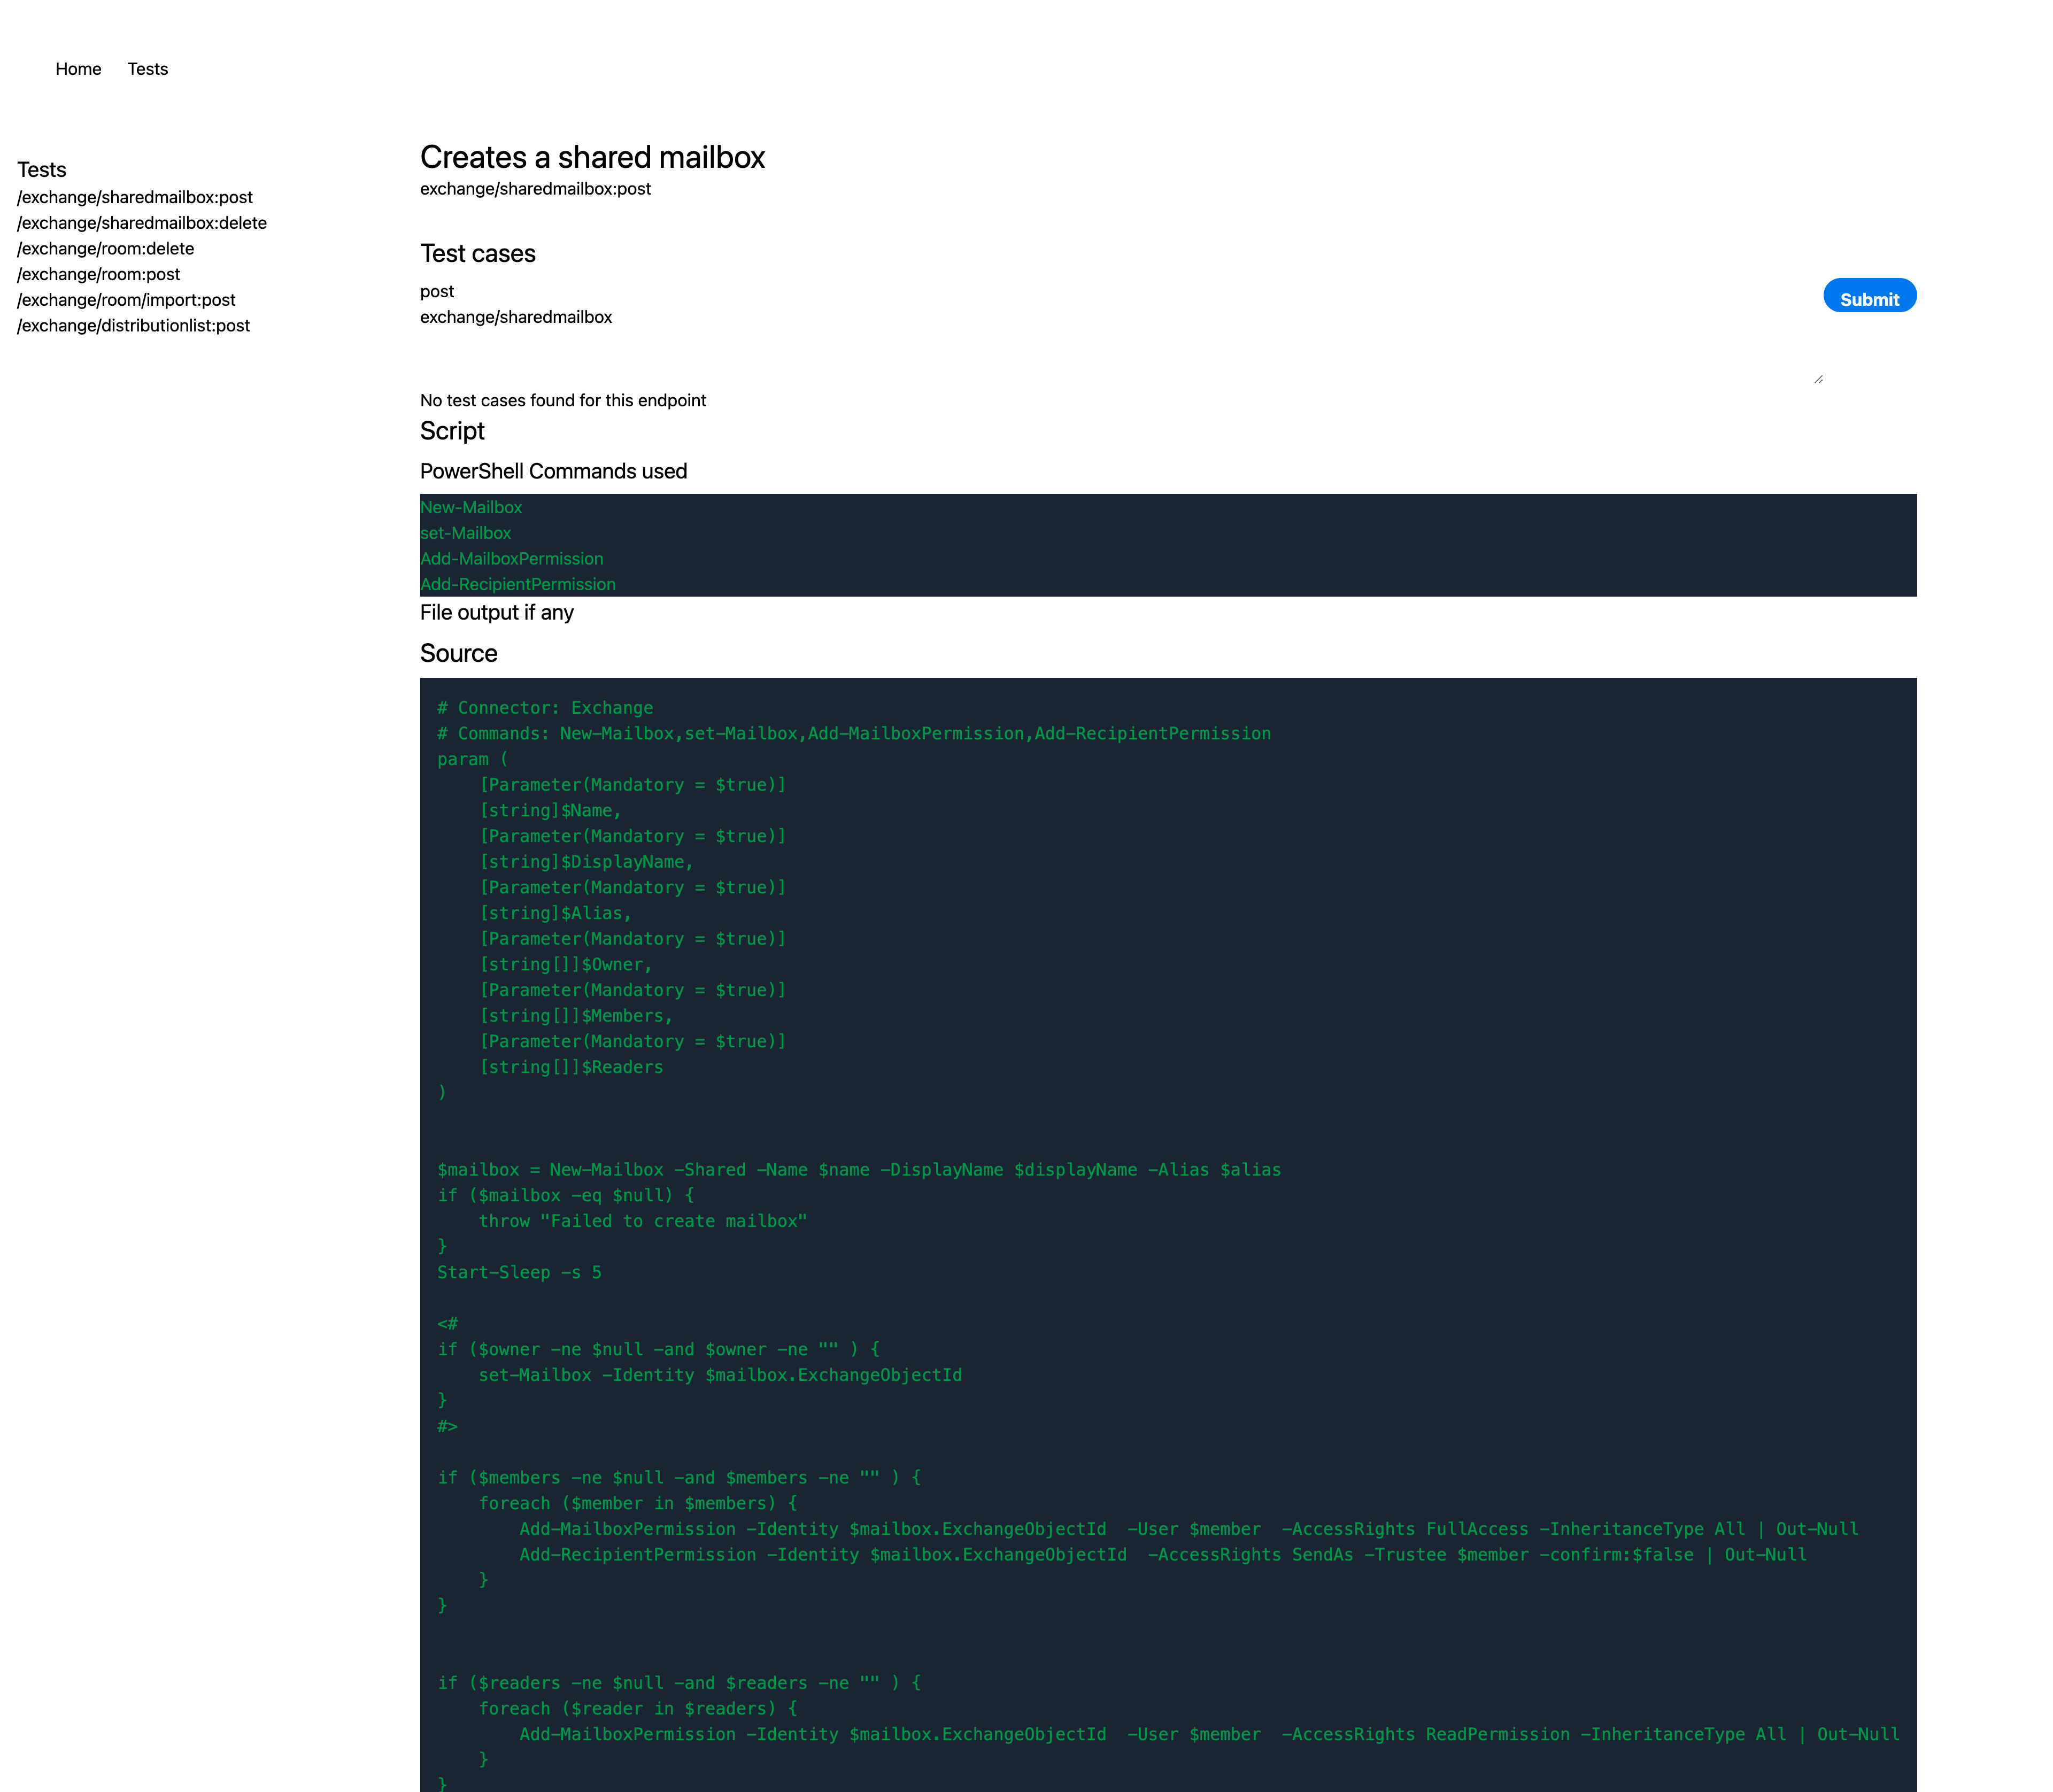 Home Tests
Tests
/exchange/sharedmailbox:post
/exchange/sharedmailbox:delete
/exchange/room:delete
/exchange/room:post
/exchange/room/import:post
/exchange/distributionlist:post
Creates a shared mailbox
exchange/sharedmailbox:post
Test cases
post
exchange/sharedmailbox
Submit
No test cases found for this endpoint
Script
PowerShell Commands used
New-Mailbox
set-Mailbox
Add-MailboxPermission
Add-RecipientPermission
File output if any
Source
# Connector: Exchange
# Commands: New-Mailbox,set-Mailbox,Add-MailboxPermission,Add-RecipientPermission
param (
    [Parameter(Mandatory = $true)]
    [string]$Name,
    [Parameter(Mandatory = $true)]
    [string]$DisplayName,
    [Parameter(Mandatory = $true)]
    [string]$Alias,
    [Parameter(Mandatory = $true)]
    [string[]]$Owner,
    [Parameter(Mandatory = $true)]
    [string[]]$Members,
    [Parameter(Mandatory = $true)]
    [string[]]$Readers
)
$mailbox = New-Mailbox -Shared -Name $name -DisplayName $displayName -Alias $alias
if ($mailbox -eq $null) {
    throw "Failed to create mailbox"
}
Start-Sleep -s 5
<#
if ($owner -ne $null -and $owner -ne "" ) {
    set-Mailbox -Identity $mailbox.ExchangeObjectId
}
#>
if ($members -ne $null -and $members -ne "" ) {
    foreach ($member in $members) {
        Add-MailboxPermission -Identity $mailbox.ExchangeObjectId  -User $member  -AccessRights FullAccess -InheritanceType All | Out-Null
        Add-RecipientPermission -Identity $mailbox.ExchangeObjectId  -AccessRights SendAs -Trustee $member -confirm:$false | Out-Null
    }
}
if ($readers -ne $null -and $readers -ne "" ) {
    foreach ($reader in $readers) {
        Add-MailboxPermission -Identity $mailbox.ExchangeObjectId  -User $member  -AccessRights ReadPermission -InheritanceType All | Out-Null
    }
}